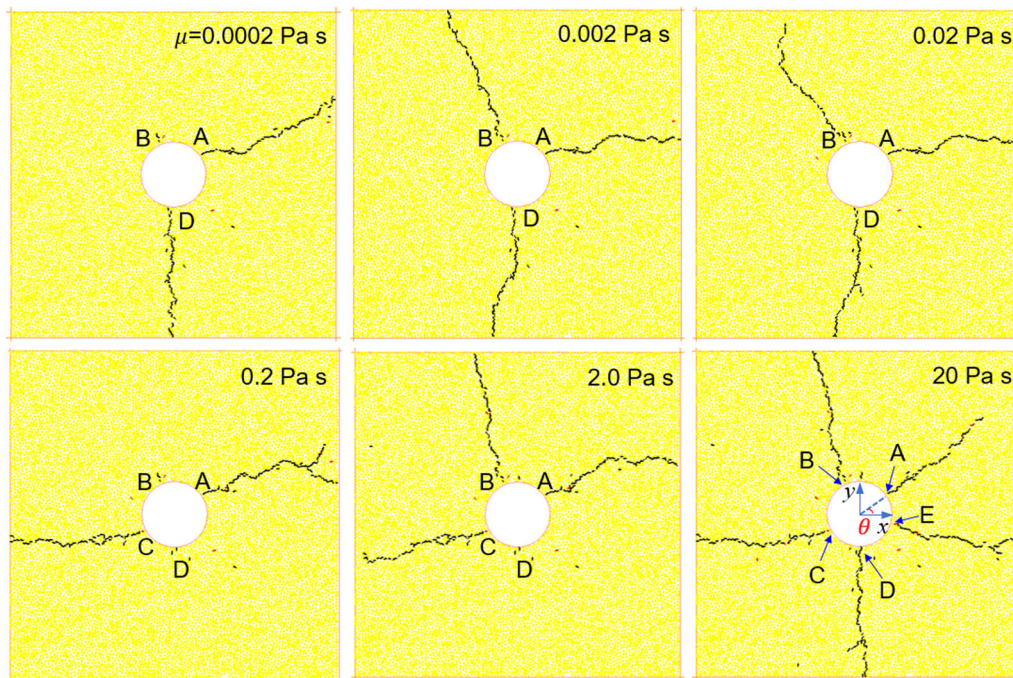 μ=0.0002 Pa s
B A
D
0.002 Pa s
B A
D
0.02 Pa s
B A
D
0.2 Pa s
B A
C
D
2.0 Pa s
B A
C
D
20 Pa s
B A
y
θ x E
C D